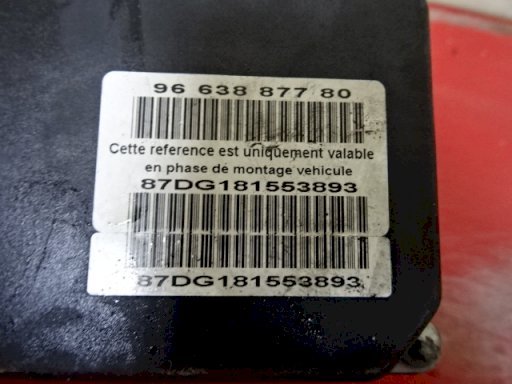 96 638 877 80
Cette reference est uniquement valable
en phase de montage vehicule
87DG181553893
87DG181553893